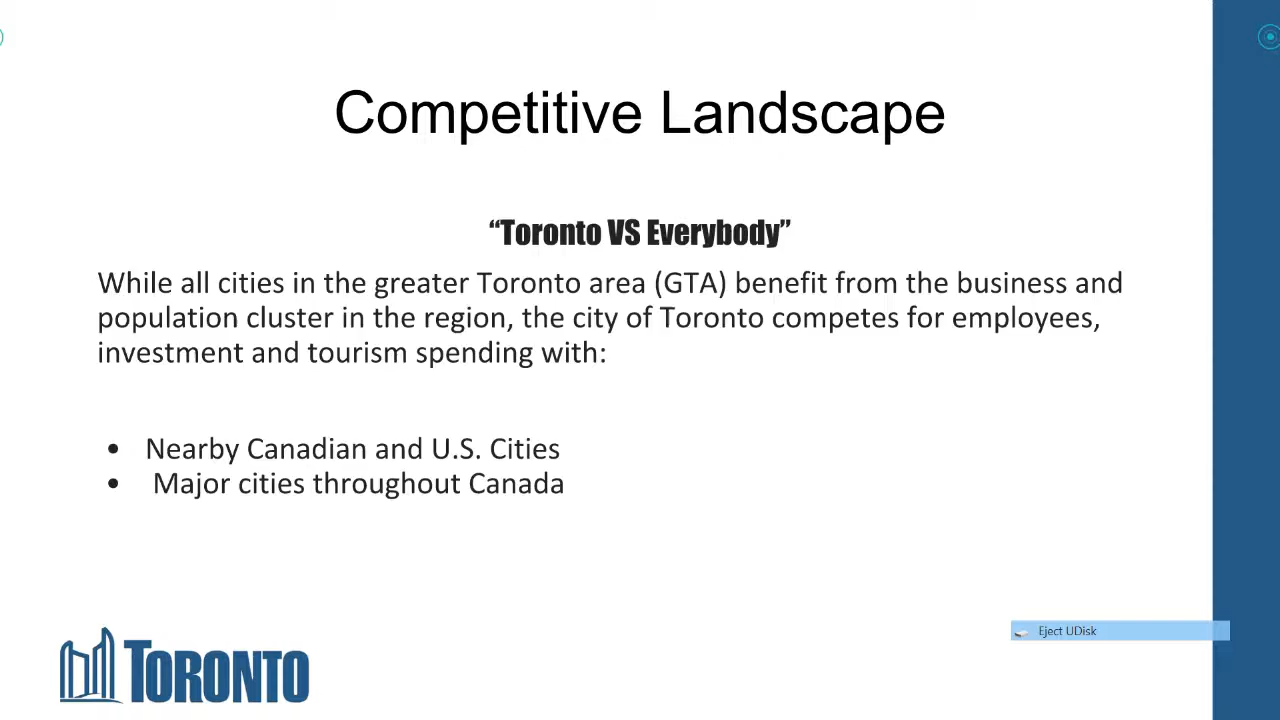 Competitive Landscape
“Toronto VS Everybody”
While all cities in the greater Toronto area (GTA) benefit from the business and
population cluster in the region, the city of Toronto competes for employees,
investment and tourism spending with:
• Nearby Canadian and U.S. Cities
• Major cities throughout Canada
Eject UDisk
TORONTO